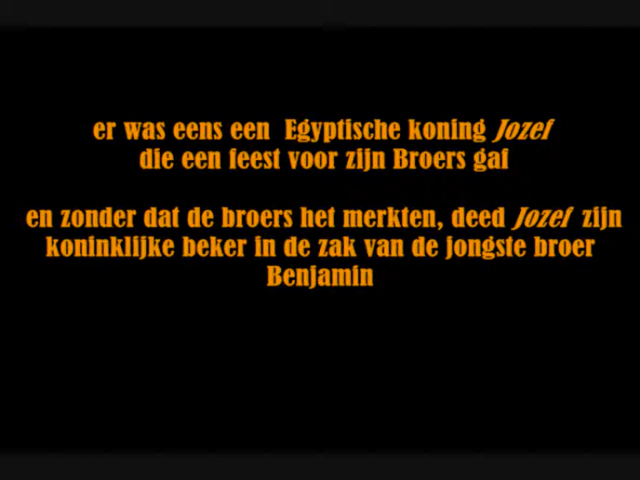 er was eens een Egyptische koning Jozef
die een feest voor zijn Broers gaf
en zonder dat de broers het merkten, deed Jozef zijn
koninklijke beker in de zak van de jongste broer
Benjamin